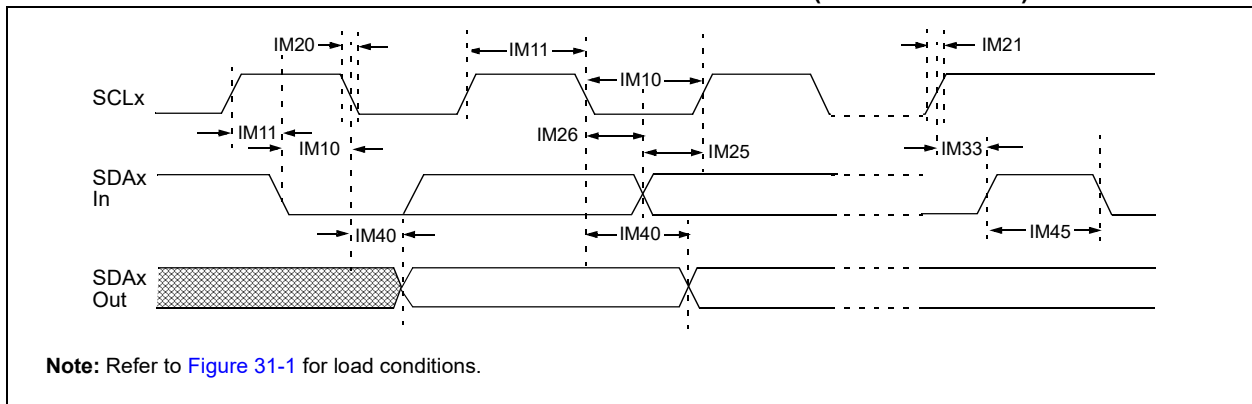 IM20
IM11
IM21
IM10
SCLx
IM11
IM10
IM26
IM25
IM33
SDAx
In
IM40
IM40
IM45
SDAx
Out
Note: Refer to Figure 31-1 for load conditions.